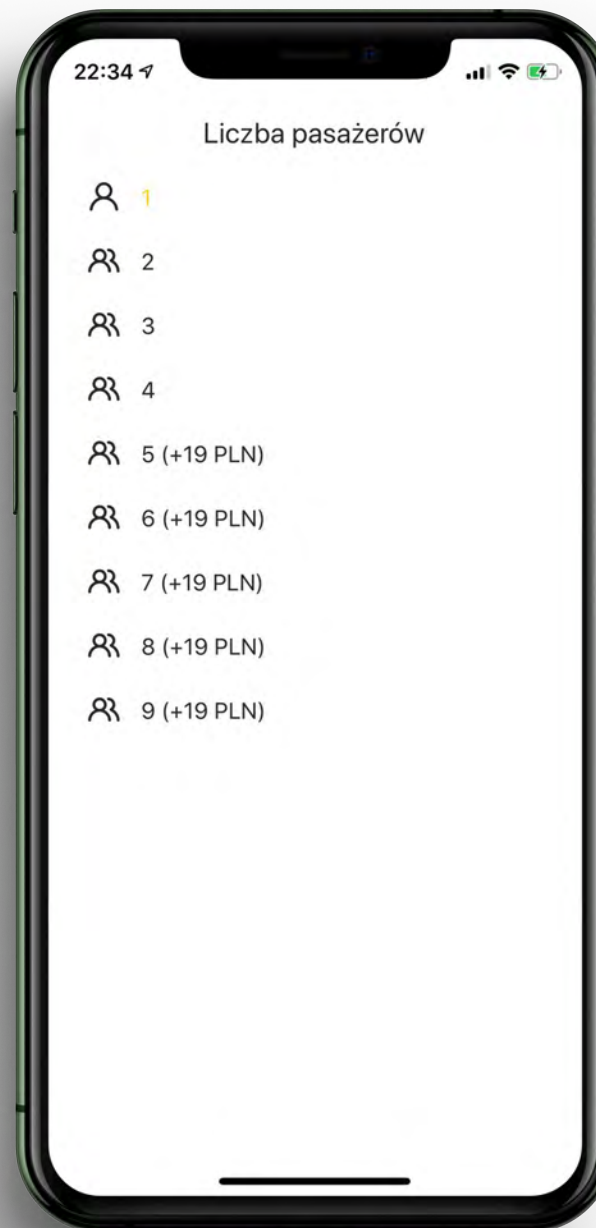 22:34
Liczba pasażerów
1
2
3
4
5 (+19 PLN)
6 (+19 PLN)
7 (+19 PLN)
8 (+19 PLN)
9 (+19 PLN)